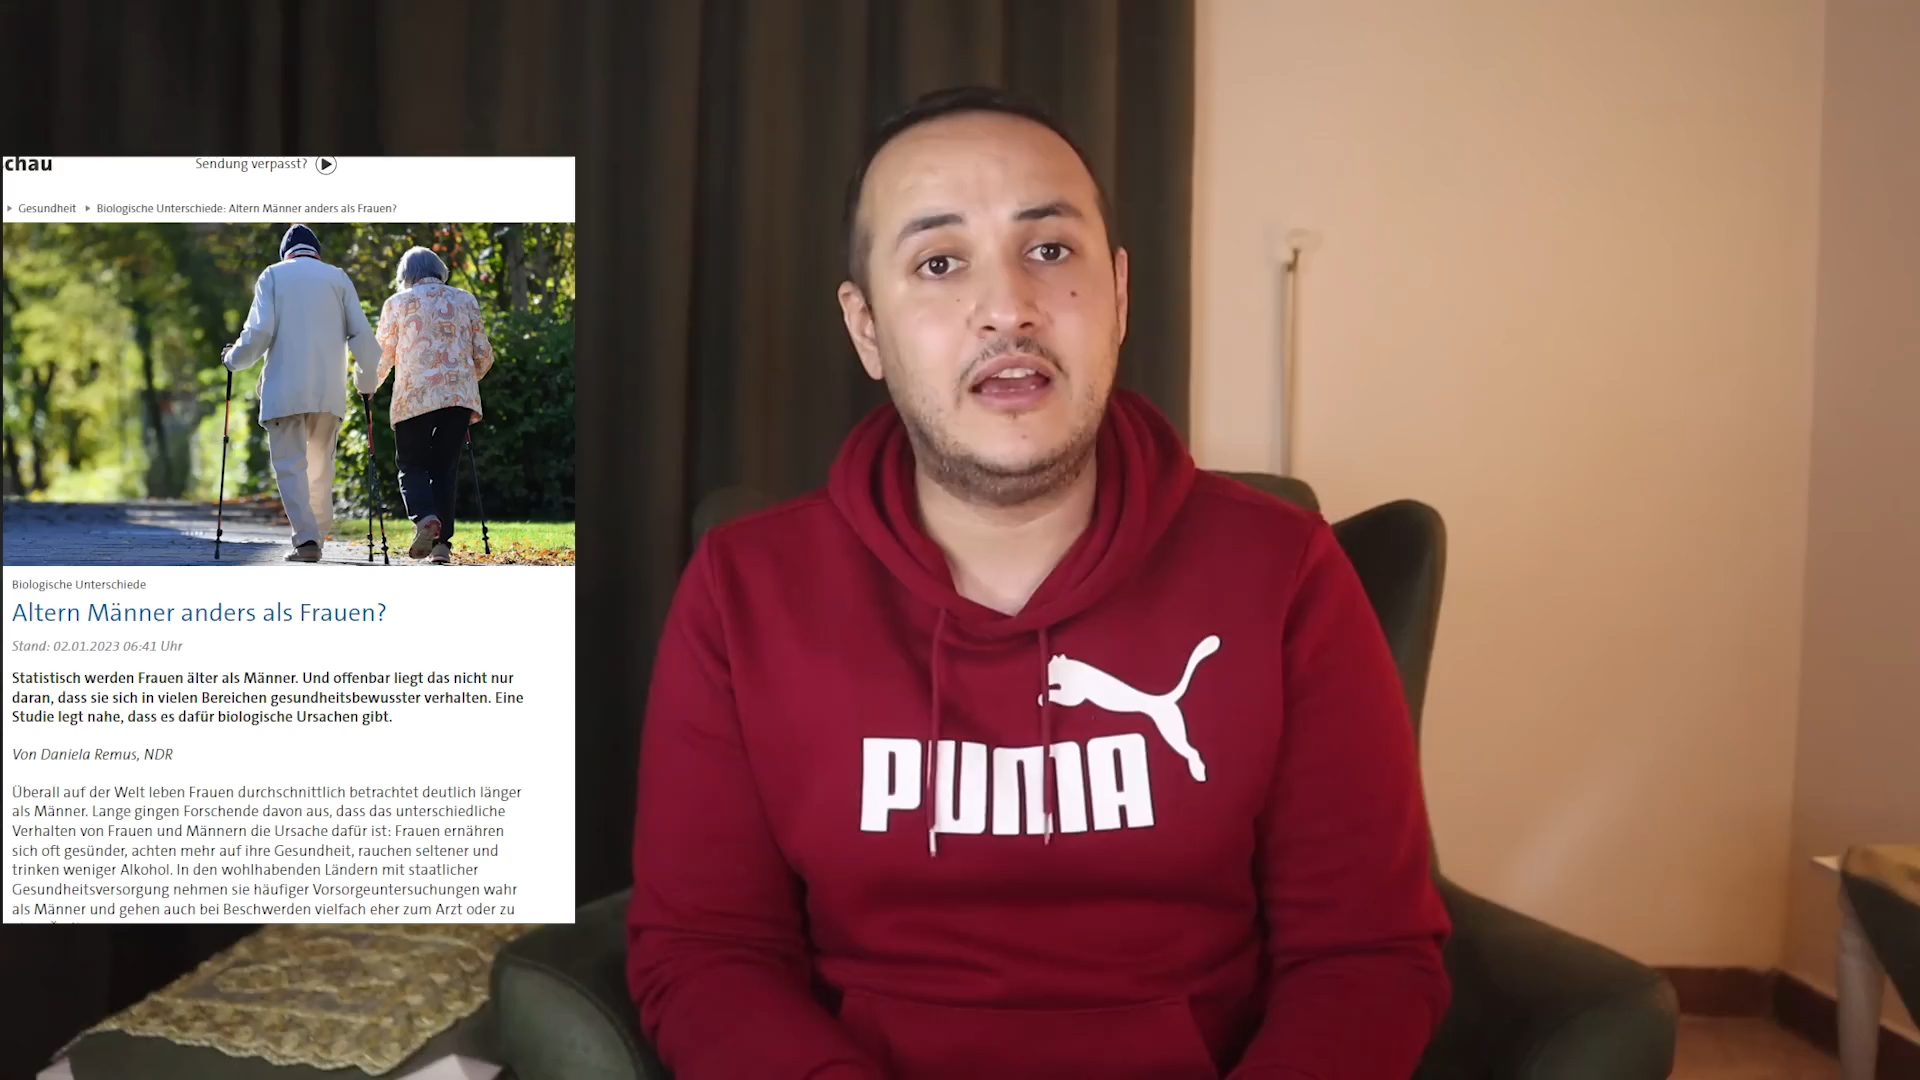 chau
Sendung verpasst?
Gesundheit Biologische Unterschiede: Altern Männer anders als Frauen?
Biologische Unterschiede
Altern Männer anders als Frauen?
Stand: 02.01.2023 06:41 Uhr
Statistisch werden Frauen älter als Männer. Und offenbar liegt das nicht nur
daran, dass sie sich in vielen Bereichen gesundheitsbewusster verhalten. Eine
Studie legt nahe, dass es dafür biologische Ursachen gibt.
Von Daniela Remus, NDR
Überall auf der Welt leben Frauen durchschnittlich betrachtet deutlich länger
als Männer. Lange gingen Forschende davon aus, dass das unterschiedliche
Verhalten von Frauen und Männern die Ursache dafür ist: Frauen ernähren
sich oft gesünder, achten mehr auf ihre Gesundheit, rauchen seltener und
trinken weniger Alkohol. In den wohlhabenden Ländern mit staatlicher
Gesundheitsversorgung nehmen sie häufiger Vorsorgeuntersuchungen wahr
als Männer und gehen auch bei Beschwerden vielfach eher zum Arzt oder zu
PUMA